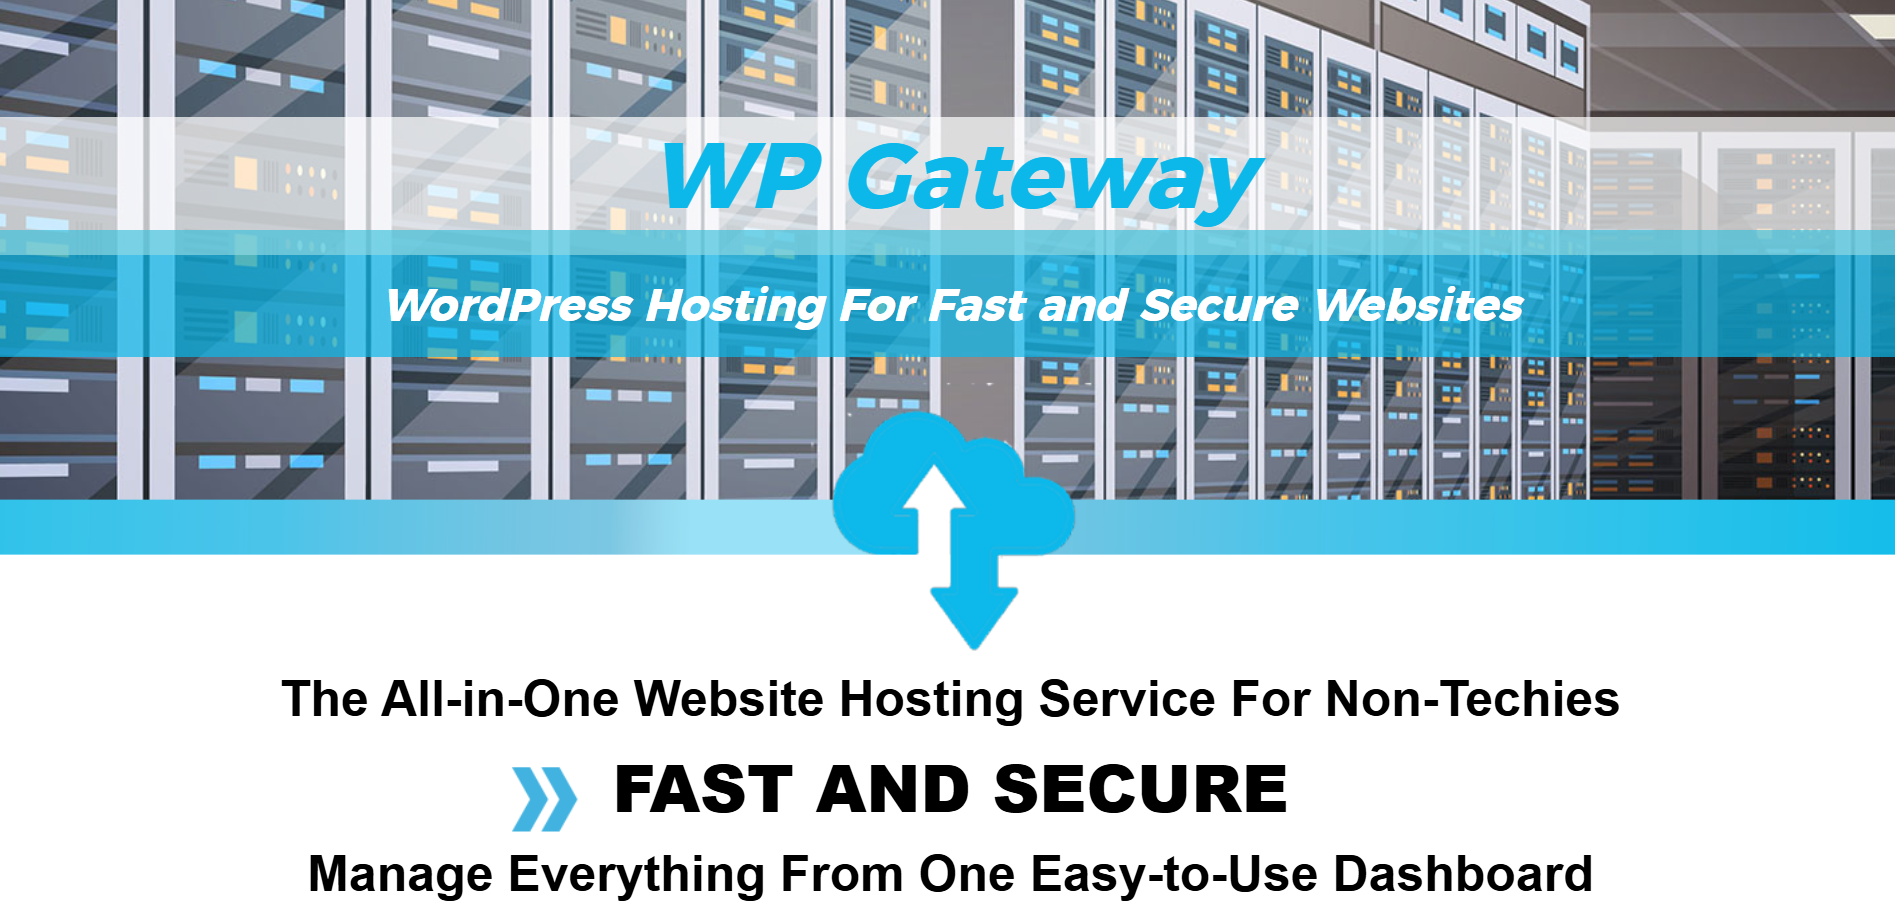 WP Gateway
WordPress Hosting For Fast and Secure Websites
The All-in-One Website Hosting Service For Non-Techies
FAST AND SECURE
Manage Everything From One Easy-to-Use Dashboard